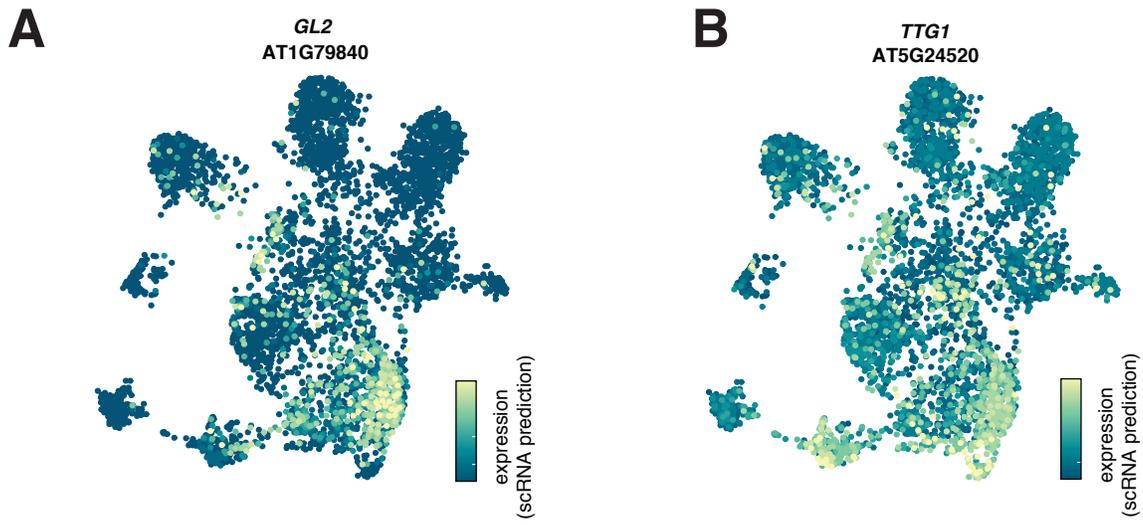 A
GL2
AT1G79840
expression
(scRNA prediction)
B
TTG1
AT5G24520
expression
(scRNA prediction)